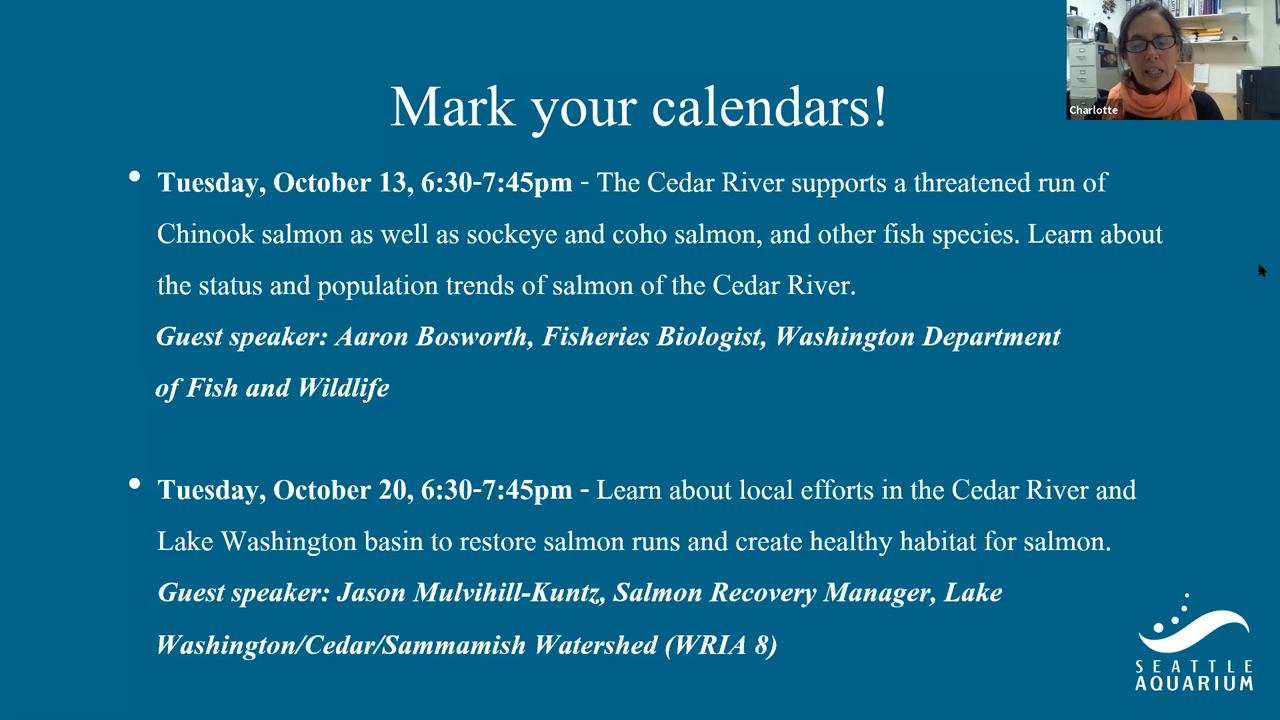 Mark your calendars!
Charlotte
• Tuesday, October 13, 6:30-7:45pm - The Cedar River supports a threatened run of
Chinook salmon as well as sockeye and coho salmon, and other fish species. Learn about
the status and population trends of salmon of the Cedar River.
Guest speaker: Aaron Bosworth, Fisheries Biologist, Washington Department
of Fish and Wildlife
• Tuesday, October 20, 6:30-7:45pm - Learn about local efforts in the Cedar River and
Lake Washington basin to restore salmon runs and create healthy habitat for salmon.
Guest speaker: Jason Mulvihill-Kuntz, Salmon Recovery Manager, Lake
Washington/Cedar/Sammamish Watershed (WRIA 8)
SEATTLE
AQUARIUM